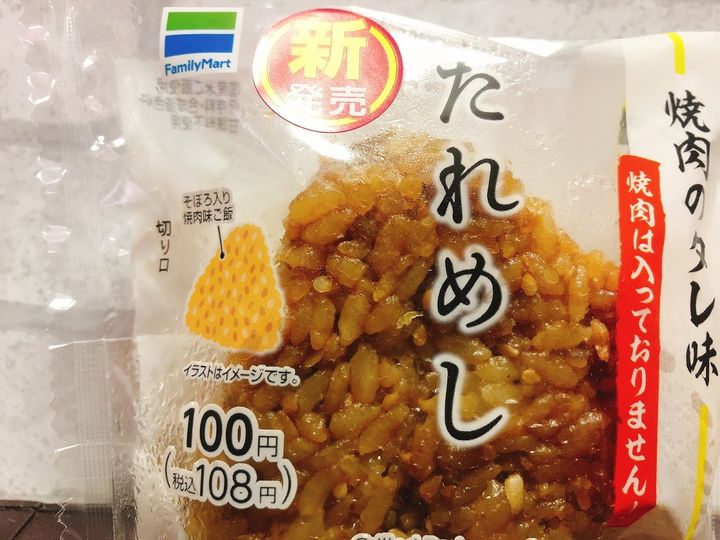 FamilyMart
新
発売
たれめし
焼肉のタレ味
焼肉は入っておりません!
そぼろ入り
焼肉味ご飯
切り口
イラストはイメージです。
100円
(税込108円)